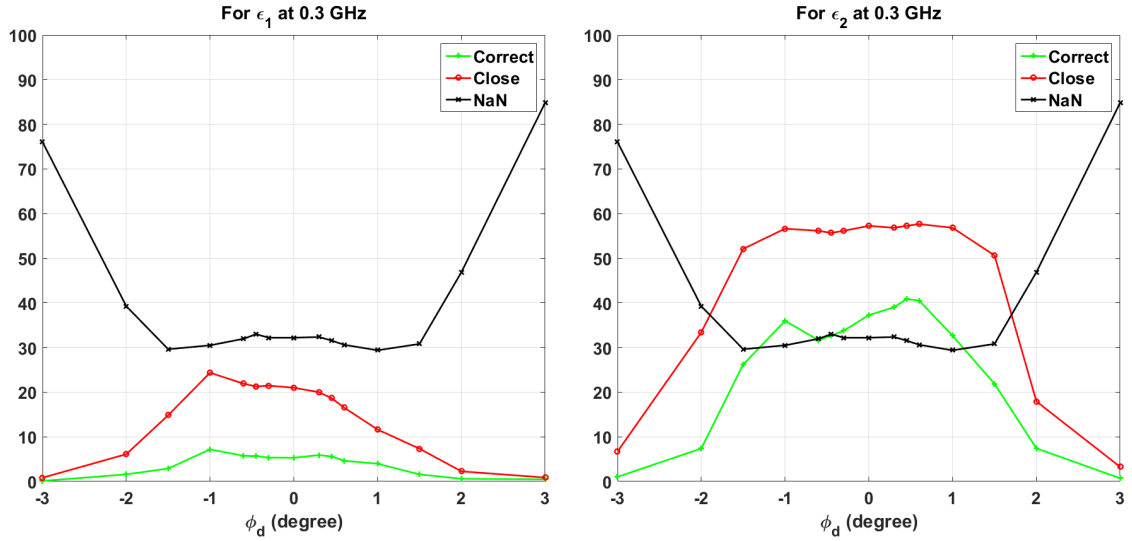 For ϵ1 at 0.3 GHz
100
90
80
70
60
50
40
30
20
10
0
-3 -2 -1 0 1 2 3
ϕd (degree)
Correct
Close
NaN
For ϵ2 at 0.3 GHz
100
90
80
70
60
50
40
30
20
10
0
-3 -2 -1 0 1 2 3
ϕd (degree)
Correct
Close
NaN